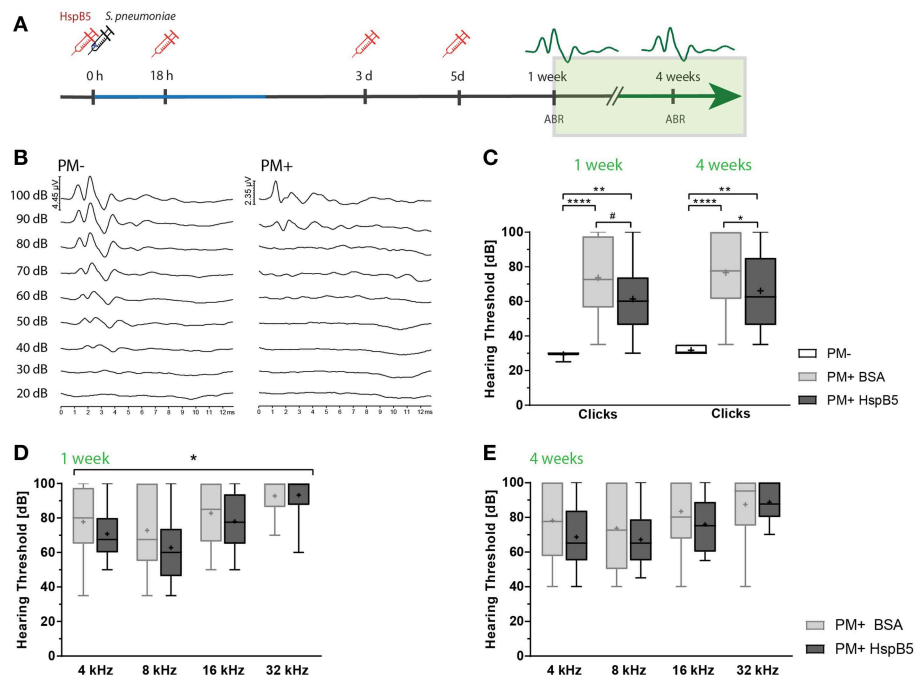 A
HspB5
S. pneumoniae
0 h
18 h
3 d
5d
1 week
4 weeks
ABR
ABR
B
PM-
PM+
4.45 µV
2.35 µV
100 dB
90 dB
80 dB
70 dB
60 dB
50 dB
40 dB
30 dB
20 dB
0 1 2 3 4 5 6 7 8 9 10 11 12ms
0 1 2 3 4 5 6 7 8 9 10 11 12ms
C
1 week
4 weeks
**
****
#
**
****
*
Hearing Threshold [dB]
100
80
60
40
20
0
Clicks
Clicks
PM-
PM+ BSA
PM+ HspB5
D
1 week
*
Hearing Threshold [dB]
100
80
60
40
20
0
4 kHz 8 kHz 16 kHz 32 kHz
E
4 weeks
Hearing Threshold [dB]
100
80
60
40
20
0
4 kHz 8 kHz 16 kHz 32 kHz
PM+ BSA
PM+ HspB5